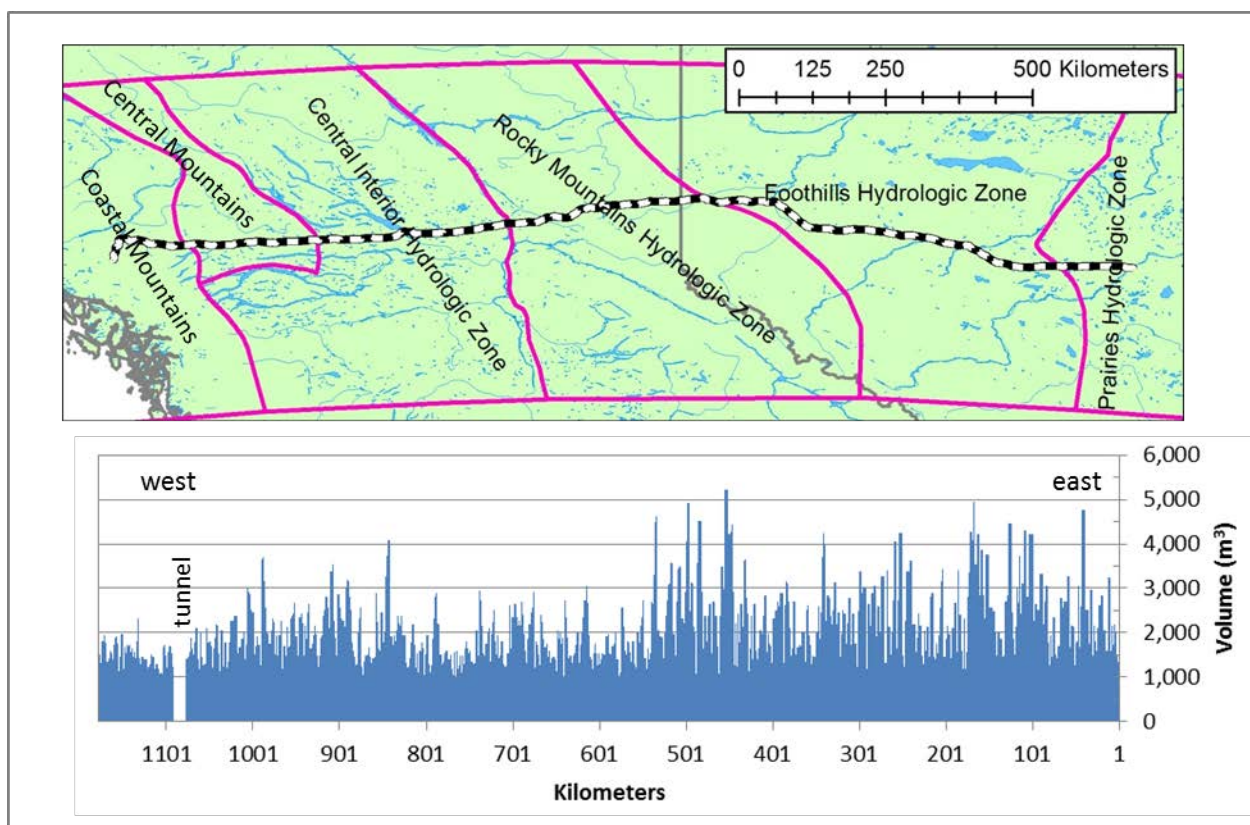 0 125 250 500 Kilometers
Central Mountains
Coastal Mountains
Central Interior Hydrologic Zone
Rocky Mountains Hydrologic Zone
Foothills Hydrologic Zone
Prairies Hydrologic Zone
west
east
tunnel
6,000
5,000
4,000
3,000
2,000
1,000
0
Volume (m³)
1101 1001 901 801 701 601 501 401 301 201 101 1
Kilometers